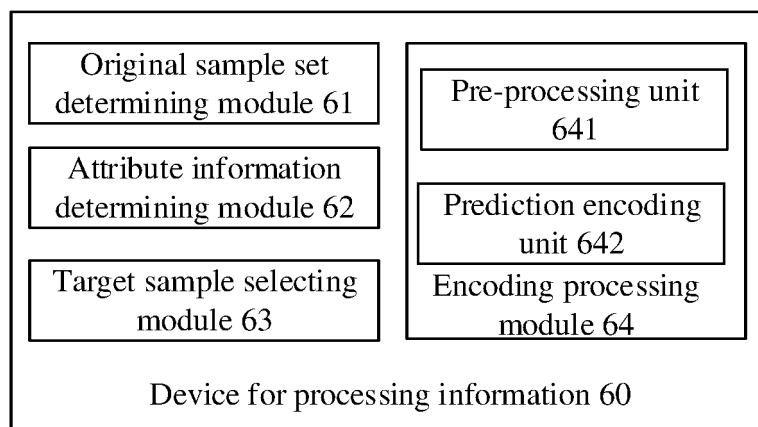 Original sample set
determining module 61
Attribute information
determining module 62
Target sample selecting
module 63
Pre-processing unit
641
Prediction encoding
unit 642
Encoding processing
module 64
Device for processing information 60